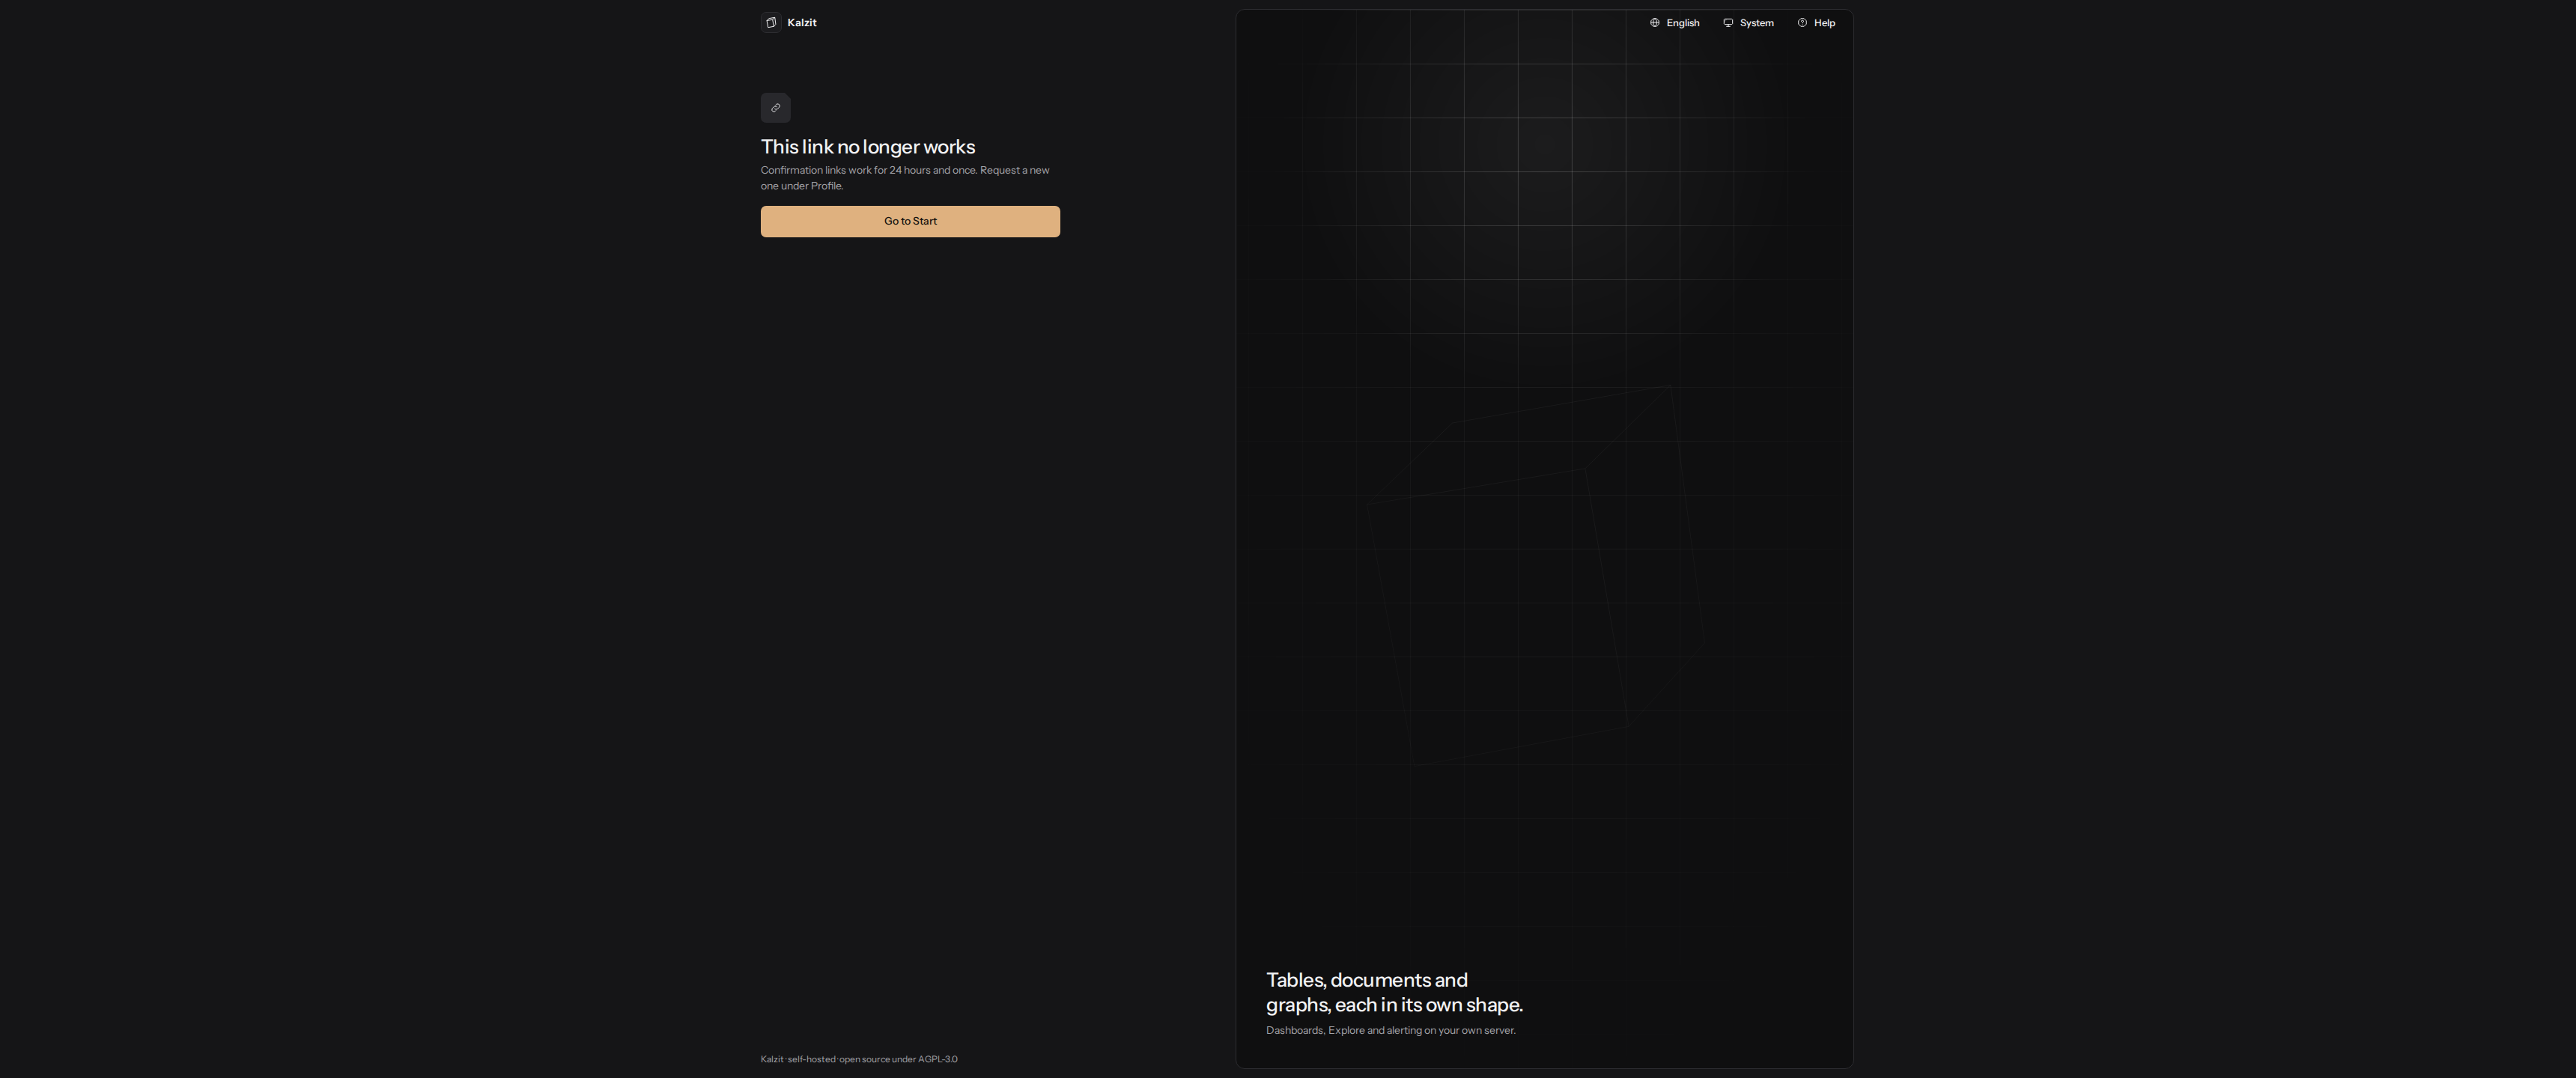 Kalzit
English
System
Help
This link no longer works
Confirmation links work for 24 hours and once. Request a new
one under Profile.
Go to Start
Tables, documents and
graphs, each in its own shape.
Dashboards, Explore and alerting on your own server.
Kalzit · self-hosted · open source under AGPL-3.0